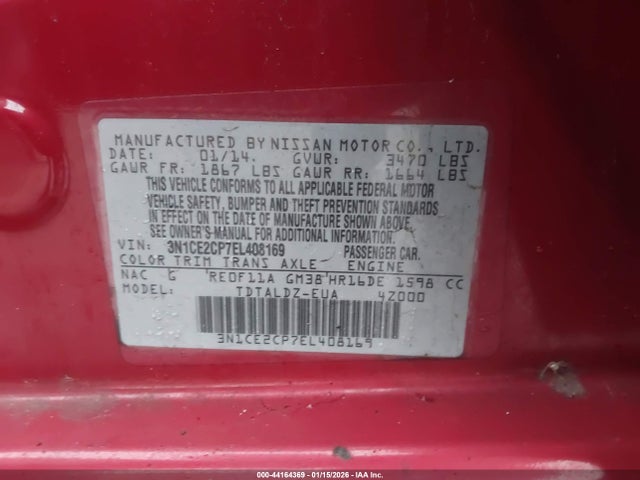 MANUFACTURED BY NISSAN MOTOR CO., LTD.
DATE: 01/14. GVWR: 3470 LBS
GAWR FR: 1867 LBS GAWR RR: 1664 LBS
THIS VEHICLE CONFORMS TO ALL APPLICABLE FEDERAL MOTOR
VEHICLE SAFETY, BUMPER AND THEFT PREVENTION STANDARDS
IN EFFECT ON THE DATE OF MANUFACTURE SHOWN ABOVE.
SEE OWNER'S-MANUAL FOR ADDITIONAL INFORMATION.
VIN: 3N1CE2CP7EL408169 PASSENGER CAR.
COLOR TRIM TRANS AXLE ENGINE
NAC G RE0F11A GM38 HR16DE 1598 CC
MODEL: TDTALDZ-EUA 42000
3N1CE2CP7EL408169
000-44164369 | 01/15/2026 - IAA Inc.